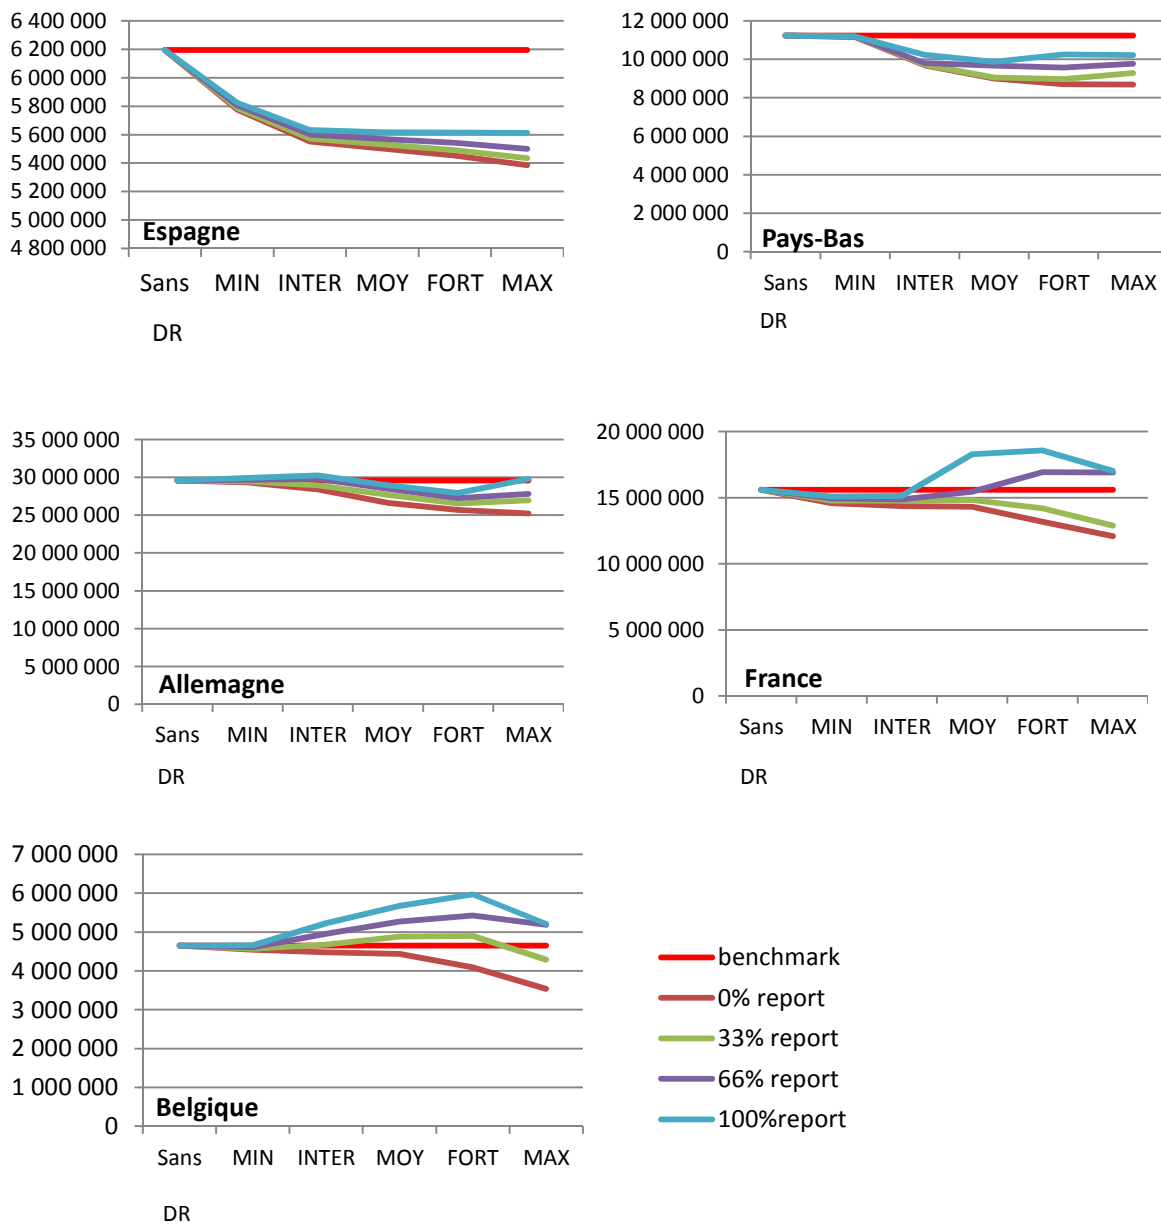 6 400 000
6 200 000
6 000 000
5 800 000
5 600 000
5 400 000
5 200 000
5 000 000
4 800 000
Espagne
Sans MIN INTER MOY FORT MAX
DR
12 000 000
10 000 000
8 000 000
6 000 000
4 000 000
2 000 000
0
Pays-Bas
Sans MIN INTER MOY FORT MAX
DR
35 000 000
30 000 000
25 000 000
20 000 000
15 000 000
10 000 000
5 000 000
0
Allemagne
Sans MIN INTER MOY FORT MAX
DR
20 000 000
15 000 000
10 000 000
5 000 000
0
France
Sans MIN INTER MOY FORT MAX
DR
7 000 000
6 000 000
5 000 000
4 000 000
3 000 000
2 000 000
1 000 000
0
Belgique
Sans MIN INTER MOY FORT MAX
DR
benchmark
0% report
33% report
66% report
100%report